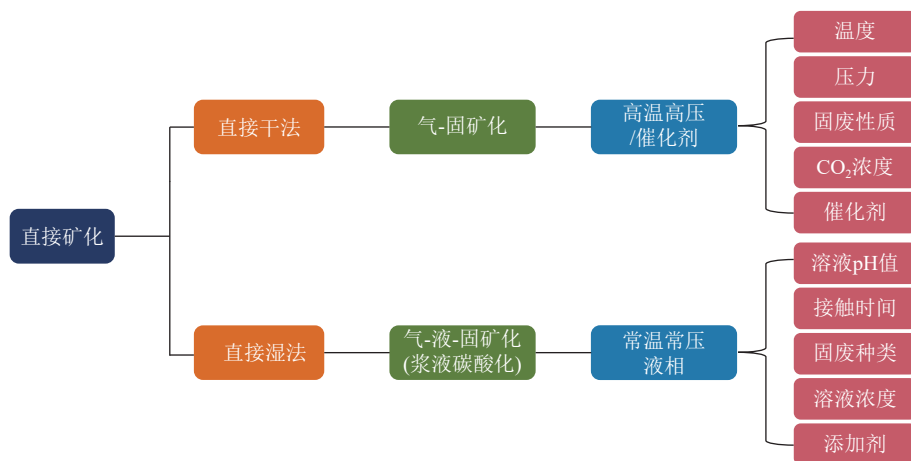 直接矿化
直接干法
气-固矿化
高温高压
/催化剂
温度
压力
固废性质
CO₂浓度
催化剂
直接湿法
气-液-固矿化
(浆液碳酸化)
常温常压
液相
溶液pH值
接触时间
固废种类
溶液浓度
添加剂